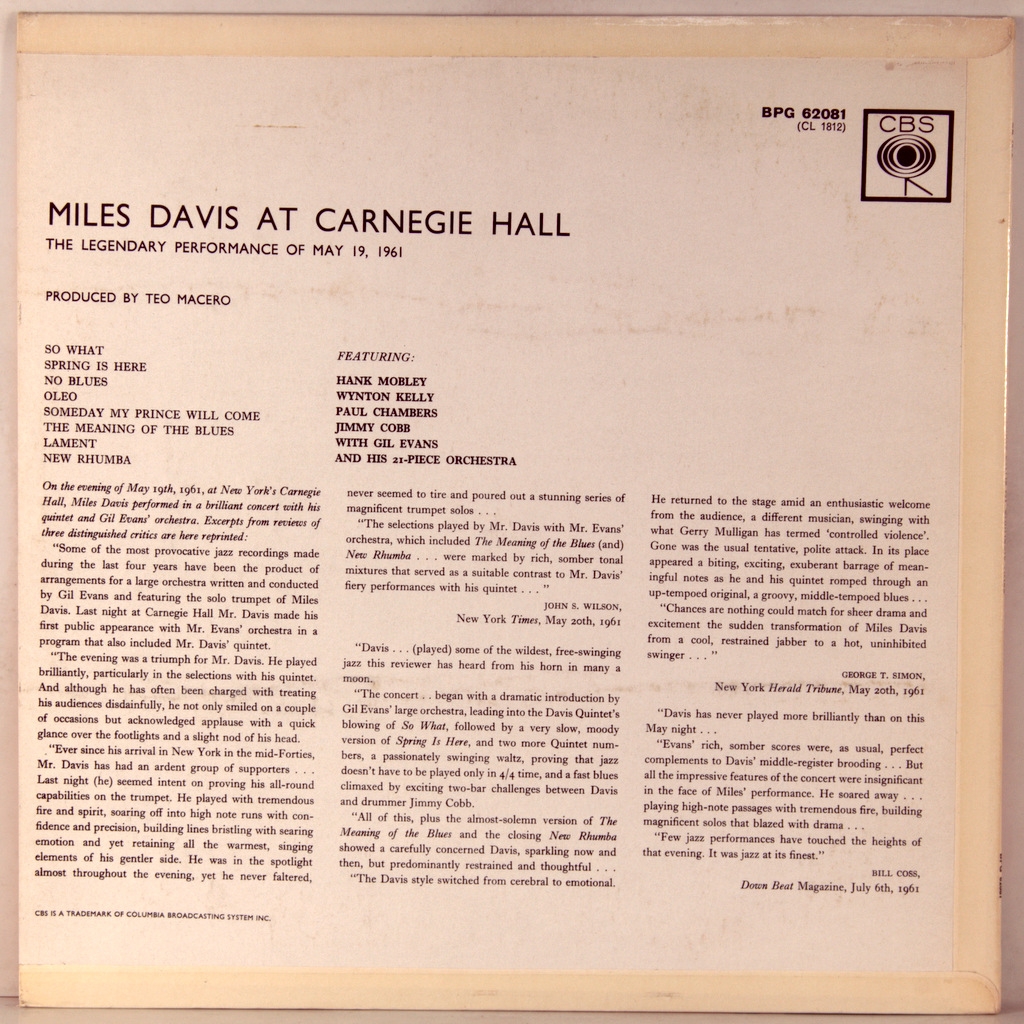 BPG 62081
(CL 1812)
CBS
MILES DAVIS AT CARNEGIE HALL
THE LEGENDARY PERFORMANCE OF MAY 19, 1961
PRODUCED BY TEO MACERO
SO WHAT
SPRING IS HERE
NO BLUES
OLEO
SOMEDAY MY PRINCE WILL COME
THE MEANING OF THE BLUES
LAMENT
NEW RHUMBA
FEATURING:
HANK MOBLEY
WYNTON KELLY
PAUL CHAMBERS
JIMMY COBB
WITH GIL EVANS
AND HIS 21-PIECE ORCHESTRA
On the evening of May 19th, 1961, at New York's Carnegie
Hall, Miles Davis performed in a brilliant concert with his
quintet and Gil Evans' orchestra. Excerpts from reviews of
three distinguished critics are here reprinted:
"Some of the most provocative jazz recordings made
during the last four years have been the product of
arrangements for a large orchestra written and conducted
by Gil Evans and featuring the solo trumpet of Miles
Davis. Last night at Carnegie Hall Mr. Davis made his
first public appearance with Mr. Evans' orchestra in a
program that also included Mr. Davis' quintet.
"The evening was a triumph for Mr. Davis. He played
brilliantly, particularly in the selections with his quintet.
And although he has often been charged with treating
his audiences disdainfully, he not only smiled on a couple
of occasions but acknowledged applause with a quick
glance over the footlights and a slight nod of his head.
"Ever since his arrival in New York in the mid-Forties,
Mr. Davis has had an ardent group of supporters . . .
Last night (he) seemed intent on proving his all-round
capabilities on the trumpet. He played with tremendous
fire and spirit, soaring off into high note runs with con-
fidence and precision, building lines bristling with searing
emotion and yet retaining all the warmest, singing
elements of his gentler side. He was in the spotlight
almost throughout the evening, yet he never faltered,
never seemed to tire and poured out a stunning series of
magnificent trumpet solos . . .
"The selections played by Mr. Davis with Mr. Evans'
orchestra, which included The Meaning of the Blues (and)
New Rhumba . . . were marked by rich, somber tonal
mixtures that served as a suitable contrast to Mr. Davis'
fiery performances with his quintet . . . "
JOHN S. WILSON,
New York Times, May 20th, 1961
"Davis . . . (played) some of the wildest, free-swinging
jazz this reviewer has heard from his horn in many a
moon.
"The concert . . began with a dramatic introduction by
Gil Evans' large orchestra, leading into the Davis Quintet's
blowing of So What, followed by a very slow, moody
version of Spring Is Here, and two more Quintet num-
bers, a passionately swinging waltz, proving that jazz
doesn't have to be played only in 4/4 time, and a fast blues
climaxed by exciting two-bar challenges between Davis
and drummer Jimmy Cobb.
"All of this, plus the almost-solemn version of The
Meaning of the Blues and the closing New Rhumba
showed a carefully concerned Davis, sparkling now and
then, but predominantly restrained and thoughtful . . .
"The Davis style switched from cerebral to emotional.
He returned to the stage amid an enthusiastic welcome
from the audience, a different musician, swinging with
what Gerry Mulligan has termed 'controlled violence'.
Gone was the usual tentative, polite attack. In its place
appeared a biting, exciting, exuberant barrage of mean-
ingful notes as he and his quintet romped through an
up-tempoed original, a groovy, middle-tempoed blues . . .
"Chances are nothing could match for sheer drama and
excitement the sudden transformation of Miles Davis
from a cool, restrained jabber to a hot, uninhibited
swinger . . . "
GEORGE T. SIMON,
New York Herald Tribune, May 20th, 1961
"Davis has never played more brilliantly than on this
May night . . .
"Evans' rich, somber scores were, as usual, perfect
complements to Davis' middle-register brooding . . . But
all the impressive features of the concert were insignificant
in the face of Miles' performance. He soared away . . .
playing high-note passages with tremendous fire, building
magnificent solos that blazed with drama . . .
"Few jazz performances have touched the heights of
that evening. It was jazz at its finest."
BILL COSS,
Down Beat Magazine, July 6th, 1961
CBS IS A TRADEMARK OF COLUMBIA BROADCASTING SYSTEM INC.